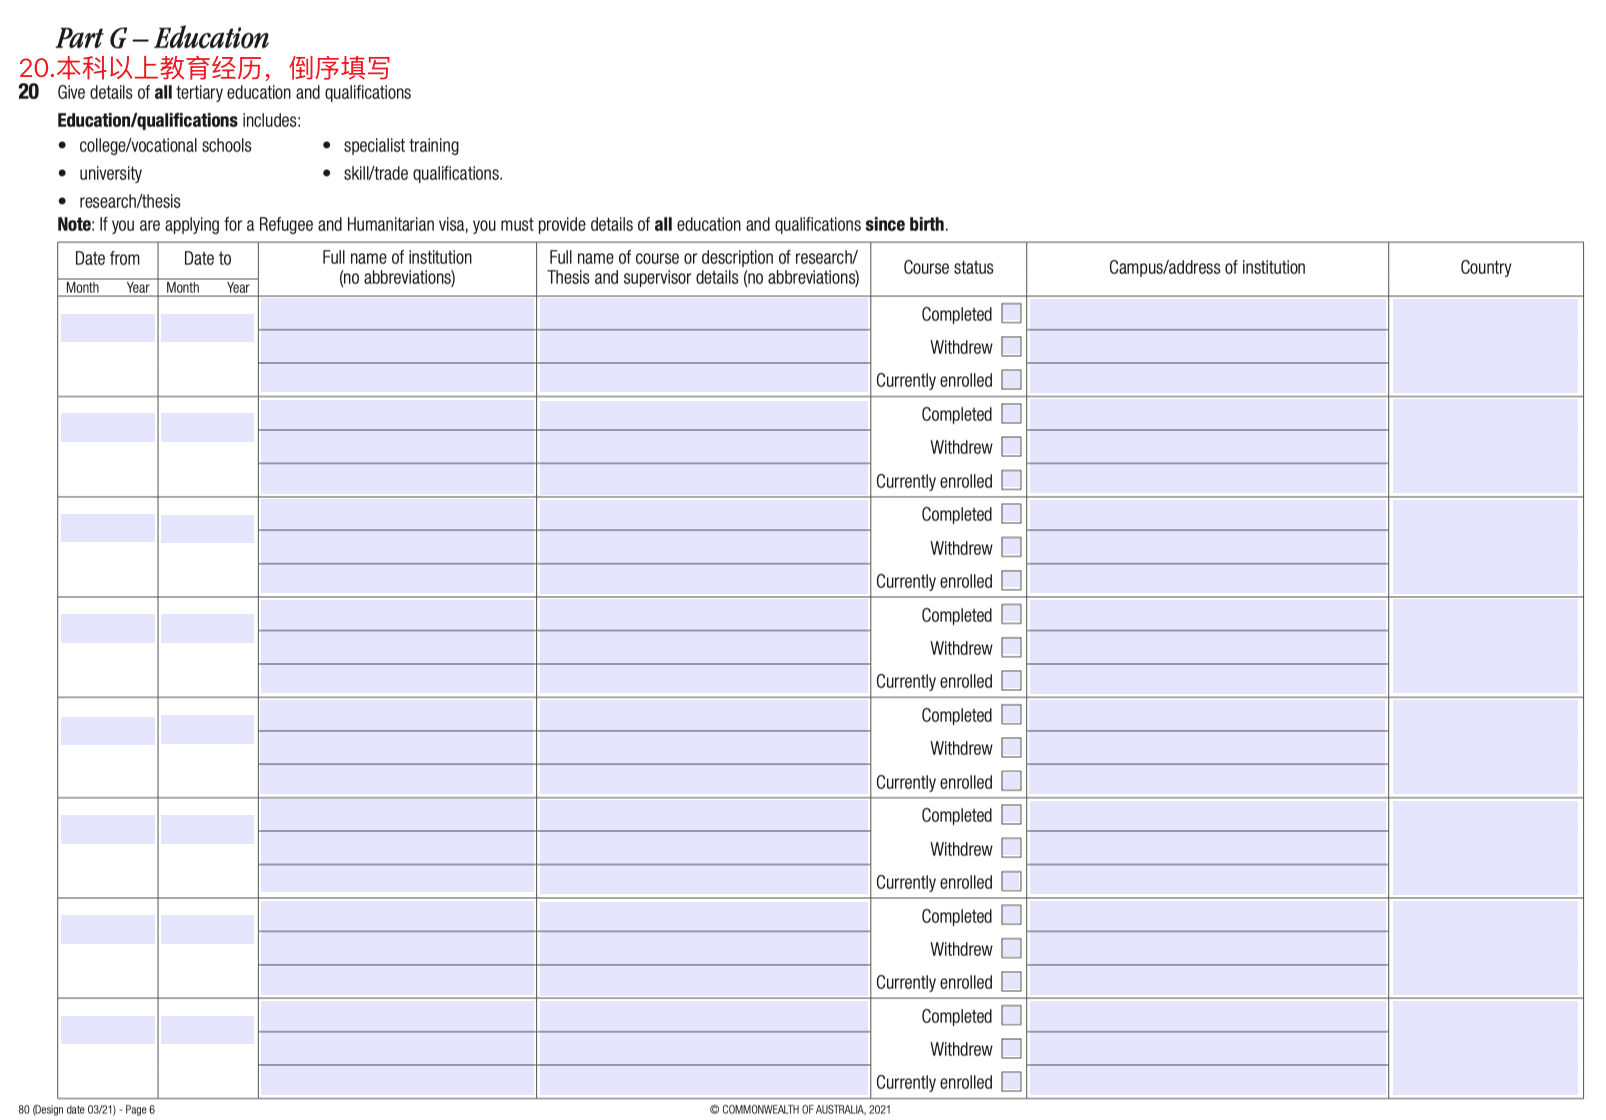 Part G – Education
20.本科以上教育经历，倒序填写
20 Give details of all tertiary education and qualifications
Education/qualifications includes:
• college/vocational schools
• university
• research/thesis
• specialist training
• skill/trade qualifications.
Note: If you are applying for a Refugee and Humanitarian visa, you must provide details of all education and qualifications since birth.
Date from
Month Year
Date to
Month Year
Full name of institution
(no abbreviations)
Full name of course or description of research/
Thesis and supervisor details (no abbreviations)
Course status
Campus/address of institution
Country
Completed
Withdrew
Currently enrolled
Completed
Withdrew
Currently enrolled
Completed
Withdrew
Currently enrolled
Completed
Withdrew
Currently enrolled
Completed
Withdrew
Currently enrolled
Completed
Withdrew
Currently enrolled
Completed
Withdrew
Currently enrolled
Completed
Withdrew
Currently enrolled
80 (Design date 03/21) - Page 6
© COMMONWEALTH OF AUSTRALIA, 2021